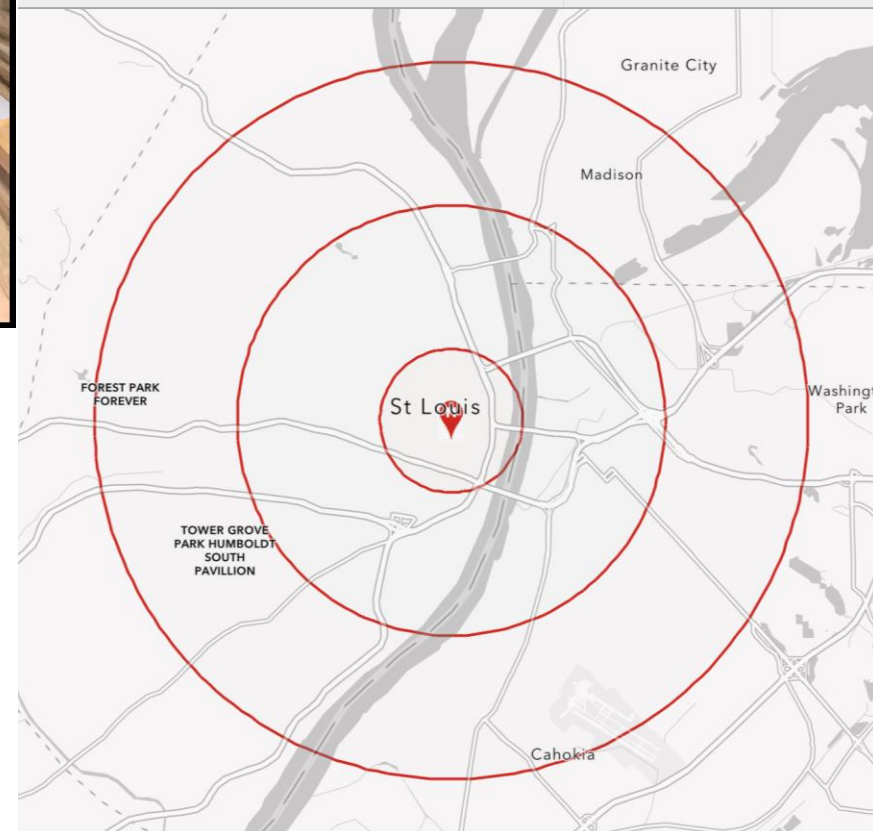 Granite City
Madison
FOREST PARK
FOREVER
St Louis
Washingt
Park
TOWER GROVE
PARK HUMBOLDT
SOUTH
PAVILLION
Cahokia